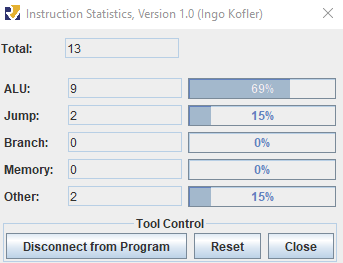 Instruction Statistics, Version 1.0 (Ingo Kofler)
Total: 13
ALU: 9 69%
Jump: 2 15%
Branch: 0 0%
Memory: 0 0%
Other: 2 15%
Tool Control
Disconnect from Program Reset Close